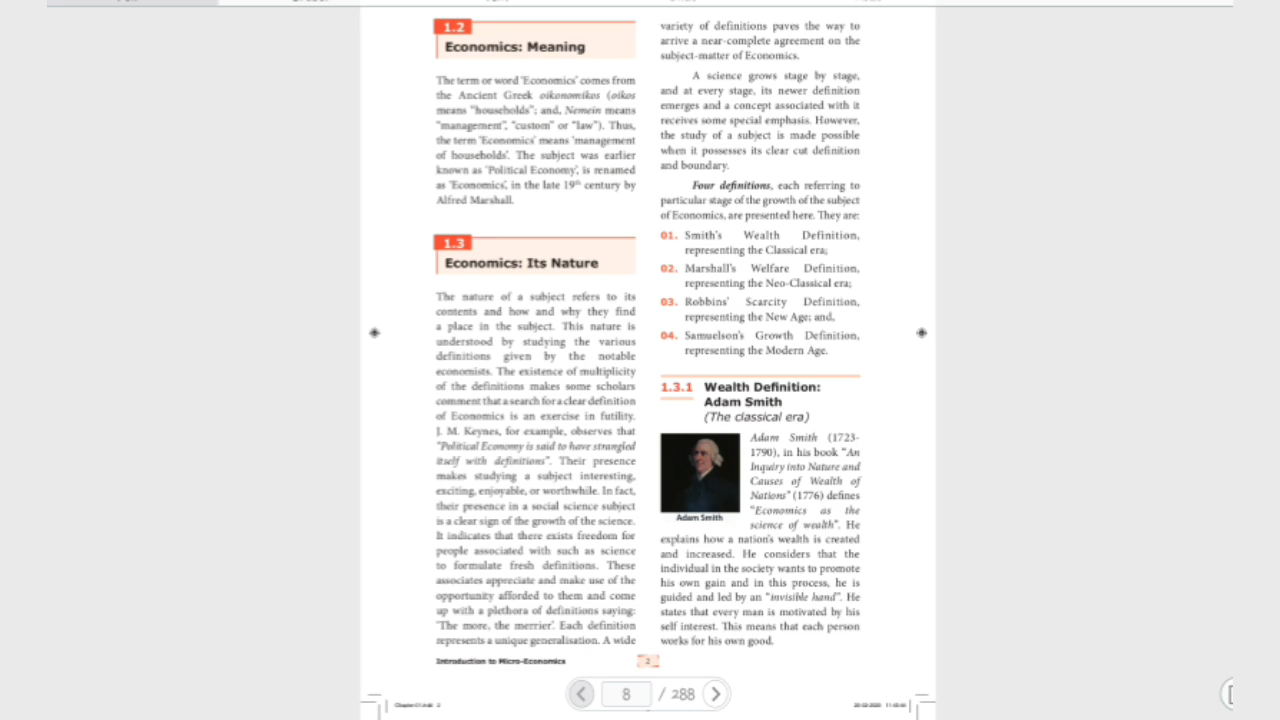 1.2
Economics: Meaning
The term or word 'Economics' comes from
the Ancient Greek oikonomikos (oikos
means "households"; and, Nemein means
"management", "custom" or "law"). Thus,
the term 'Economics' means 'management
of households'. The subject was earlier
known as 'Political Economy', is renamed
as 'Economics', in the late 19th century by
Alfred Marshall.
1.3
Economics: Its Nature
The nature of a subject refers to its
contents and how and why they find
a place in the subject. This nature is
understood by studying the various
definitions given by the notable
economists. The existence of multiplicity
of the definitions makes some scholars
comment that a search for a clear definition
of Economics is an exercise in futility.
J. M. Keynes, for example, observes that
"Political Economy is said to have strangled
itself with definitions". Their presence
makes studying a subject interesting,
exciting, enjoyable, or worthwhile. In fact,
their presence in a social science subject
is a clear sign of the growth of the science.
It indicates that there exists freedom for
people associated with such as science
to formulate fresh definitions. These
associates appreciate and make use of the
opportunity afforded to them and come
up with a plethora of definitions saying:
'The more, the merrier'. Each definition
represents a unique generalisation. A wide
variety of definitions paves the way to
arrive a near-complete agreement on the
subject-matter of Economics.
A science grows stage by stage,
and at every stage, its newer definition
emerges and a concept associated with it
receives some special emphasis. However,
the study of a subject is made possible
when it possesses its clear cut definition
and boundary.
Four definitions, each referring to
particular stage of the growth of the subject
of Economics, are presented here. They are:
01. Smith's Wealth Definition,
representing the Classical era;
02. Marshall's Welfare Definition,
representing the Neo-Classical era;
03. Robbins' Scarcity Definition,
representing the New Age; and,
04. Samuelson's Growth Definition,
representing the Modern Age.
1.3.1 Wealth Definition:
Adam Smith
(The classical era)
Adam Smith (1723-
1790), in his book "An
Inquiry into Nature and
Causes of Wealth of
Nations" (1776) defines
"Economics as the
science of wealth". He
Adam Smith
explains how a nation's wealth is created
and increased. He considers that the
individual in the society wants to promote
his own gain and in this process, he is
guided and led by an "invisible hand". He
states that every man is motivated by his
self interest. This means that each person
works for his own good.
Introduction to Micro-Economics
2
8 / 288